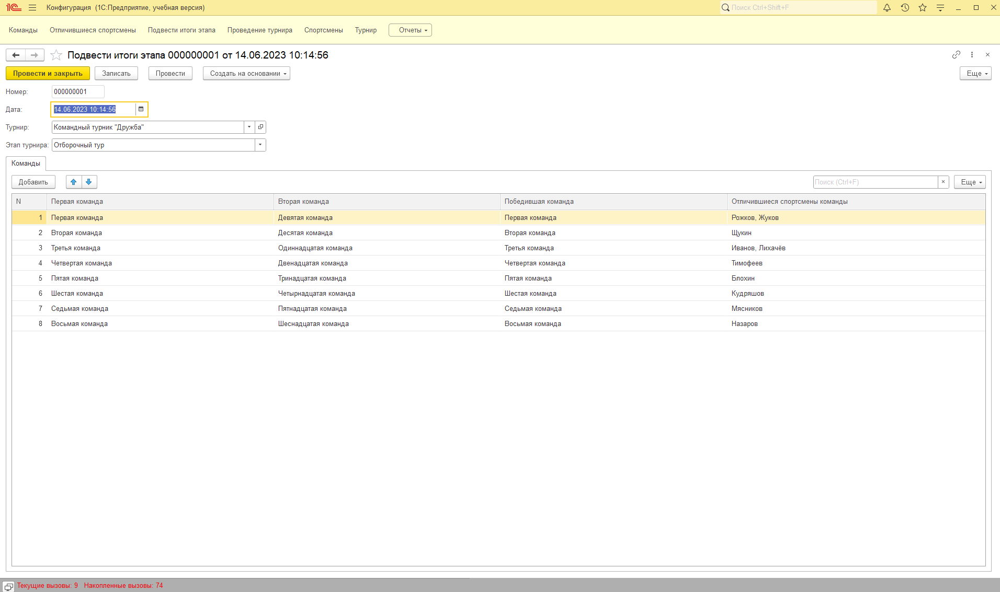 1С Конфигурация (1С:Предприятие, учебная версия) Поиск Ctrl+Shift+F
Команды Отличившиеся спортсмены Подвести итоги этапа Проведение турнира Спортсмены Турнир Отчеты
Подвести итоги этапа 000000001 от 14.06.2023 10:14:56
Провести и закрыть Записать Провести Создать на основании Еще
Номер: 000000001
Дата: 14.06.2023 10:14:56
Турнир: Командный турник "Дружба"
Этап турнира: Отборочный тур
Команды
Добавить Поиск (Ctrl+F) × Еще
N Первая команда Вторая команда Победившая команда Отличившиеся спортсмены команды
1 Первая команда Девятая команда Первая команда Рожков, Жуков
2 Вторая команда Десятая команда Вторая команда Щукин
3 Третья команда Одиннадцатая команда Третья команда Иванов, Лихачёв
4 Четвертая команда Двенадцатая команда Четвертая команда Тимофеев
5 Пятая команда Тринадцатая команда Пятая команда Блохин
6 Шестая команда Четырнадцатая команда Шестая команда Кудряшов
7 Седьмая команда Пятнадцатая команда Седьмая команда Мясников
8 Восьмая команда Шеснадцатая команда Восьмая команда Назаров
Текущие вызовы: 9 Накопленные вызовы: 74